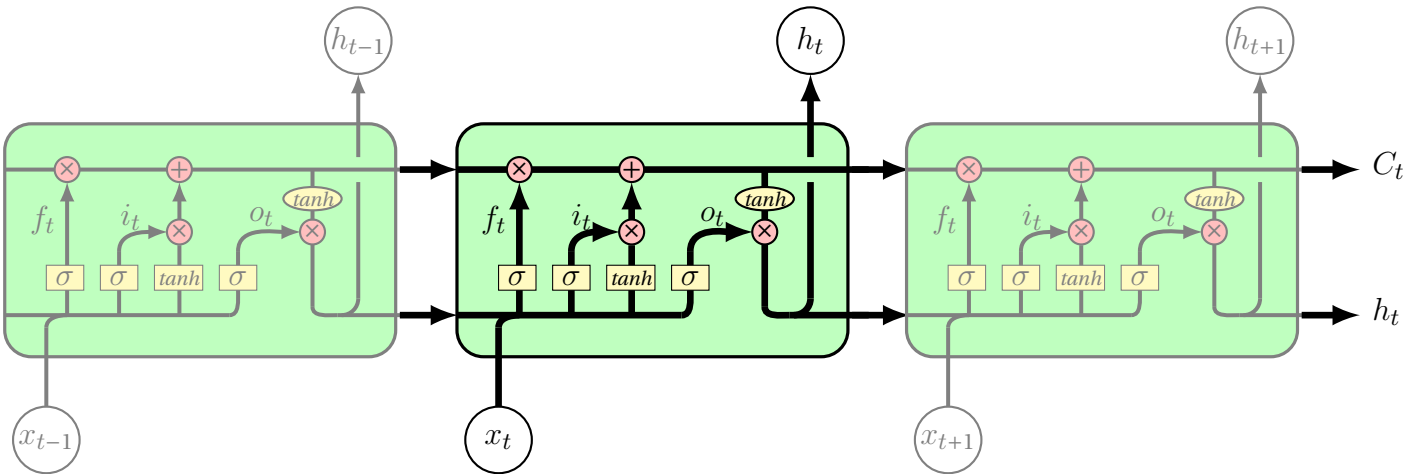 h_{t−1} h_t h_{t+1}
× + × + × + C_t
tanh tanh tanh
f_t i_t × o_t × f_t i_t × o_t × f_t i_t × o_t ×
σ σ tanh σ σ σ tanh σ σ σ tanh σ
h_t
x_{t−1} x_t x_{t+1}